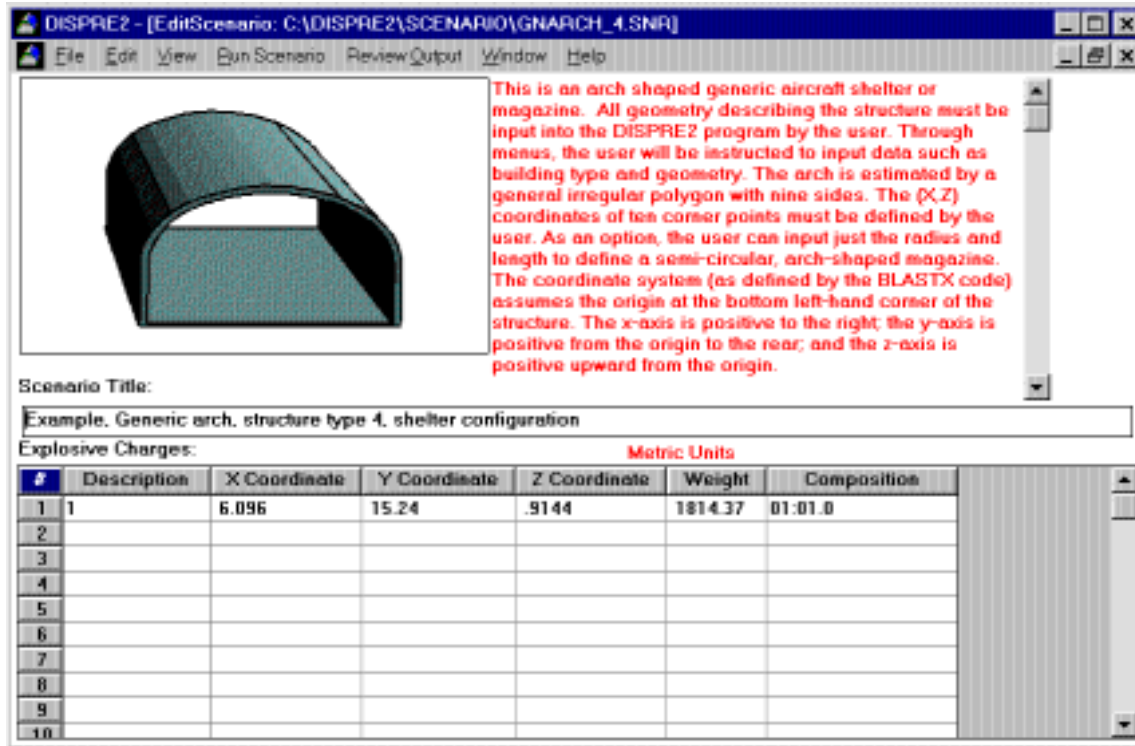 DISPRE2 - [EditScenario: C:\DISPRE2\SCENARIO\GNARCH_4.SNR]
File Edit View Run Scenario Review Output Window Help
This is an arch shaped generic aircraft shelter or
magazine. All geometry describing the structure must be
input into the DISPRE2 program by the user. Through
menus, the user will be instructed to input data such as
building type and geometry. The arch is estimated by a
general irregular polygon with nine sides. The (X,Z)
coordinates of ten corner points must be defined by the
user. As an option, the user can input just the radius and
length to define a semi-circular, arch-shaped magazine.
The coordinate system (as defined by the BLASTX code)
assumes the origin at the bottom left-hand corner of the
structure. The x-axis is positive to the right; the y-axis is
positive from the origin to the rear; and the z-axis is
positive upward from the origin.
Scenario Title:
Example, Generic arch, structure type 4, shelter configuration
Explosive Charges: Metric Units
# Description X Coordinate Y Coordinate Z Coordinate Weight Composition
1 1 6.096 15.24 .9144 1814.37 01:01.0
2
3
4
5
6
7
8
9
10